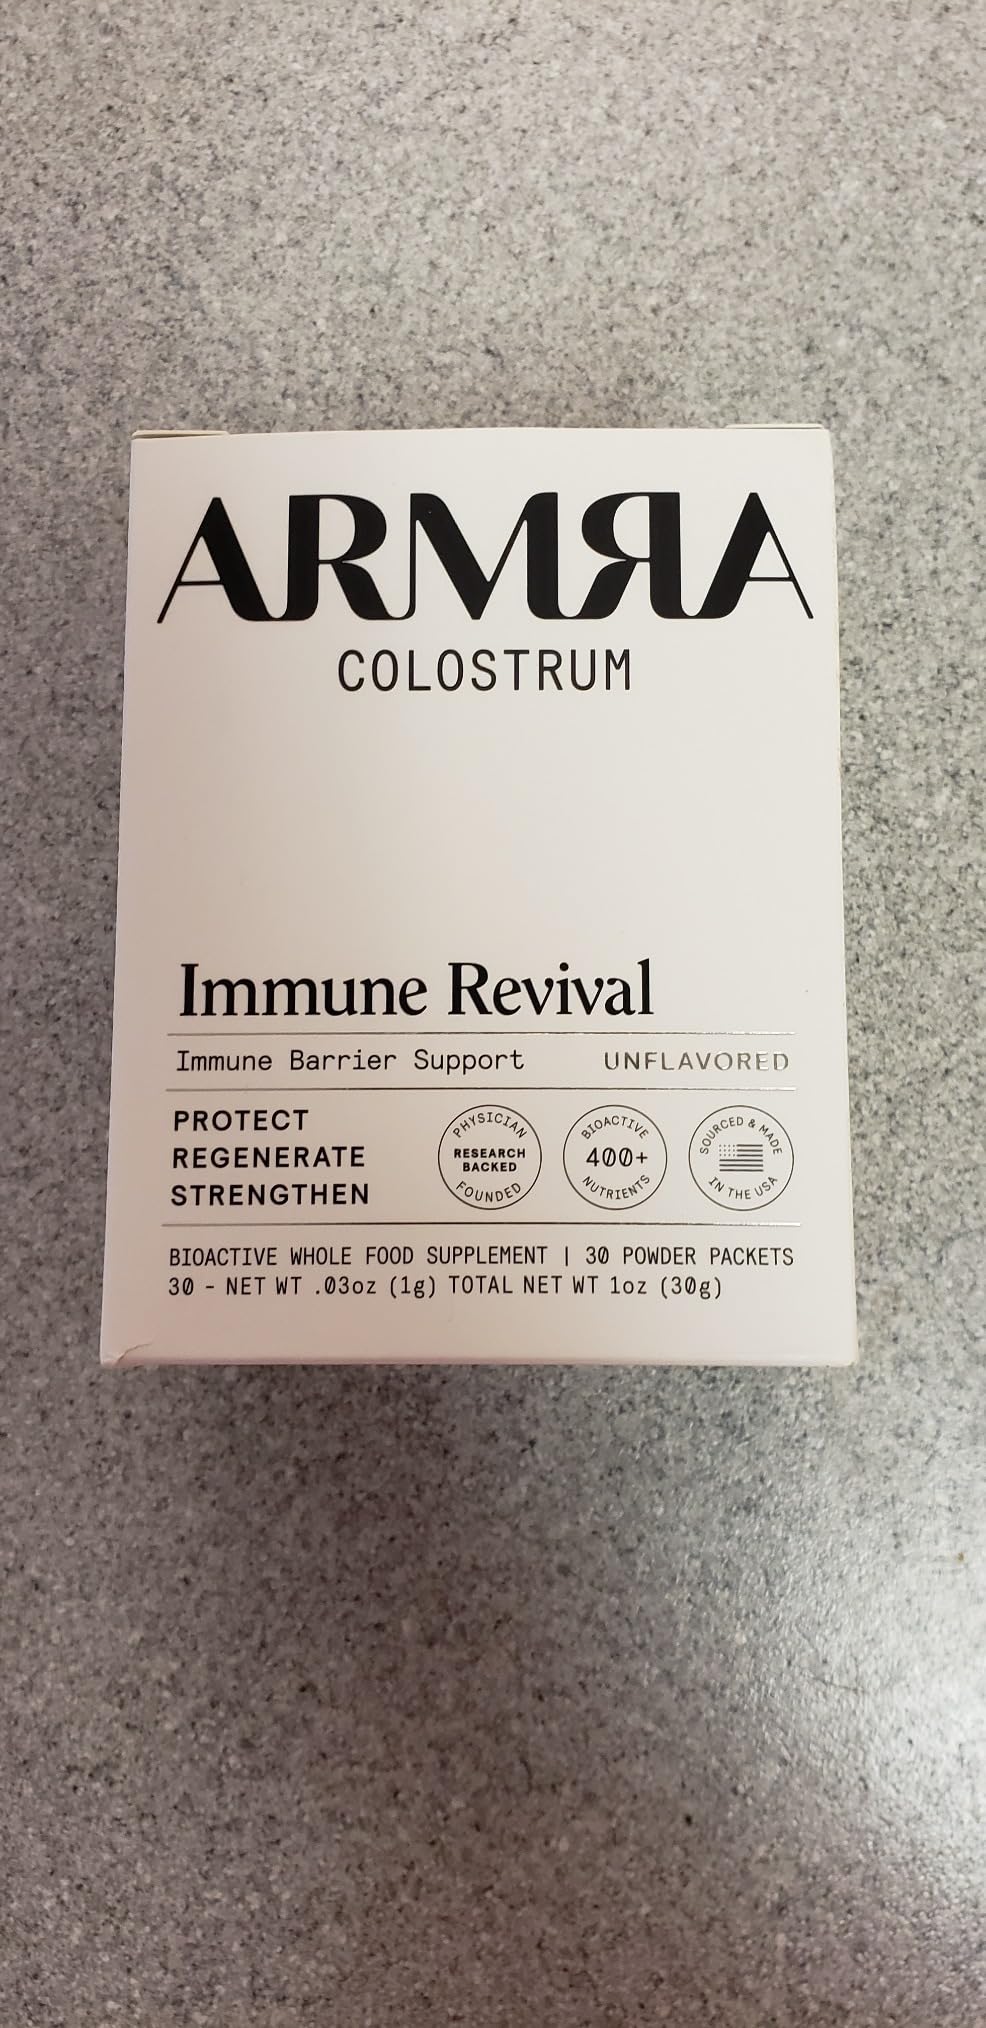 ARMRA
COLOSTRUM
Immune Revival
Immune Barrier Support UNFLAVORED
PROTECT
REGENERATE
STRENGTHEN
PHYSICIAN
RESEARCH
BACKED
FOUNDED
BIOACTIVE
400+
NUTRIENTS
SOURCED & MADE
IN THE USA
BIOACTIVE WHOLE FOOD SUPPLEMENT | 30 POWDER PACKETS
30 - NET WT .03oz (1g) TOTAL NET WT 1oz (30g)